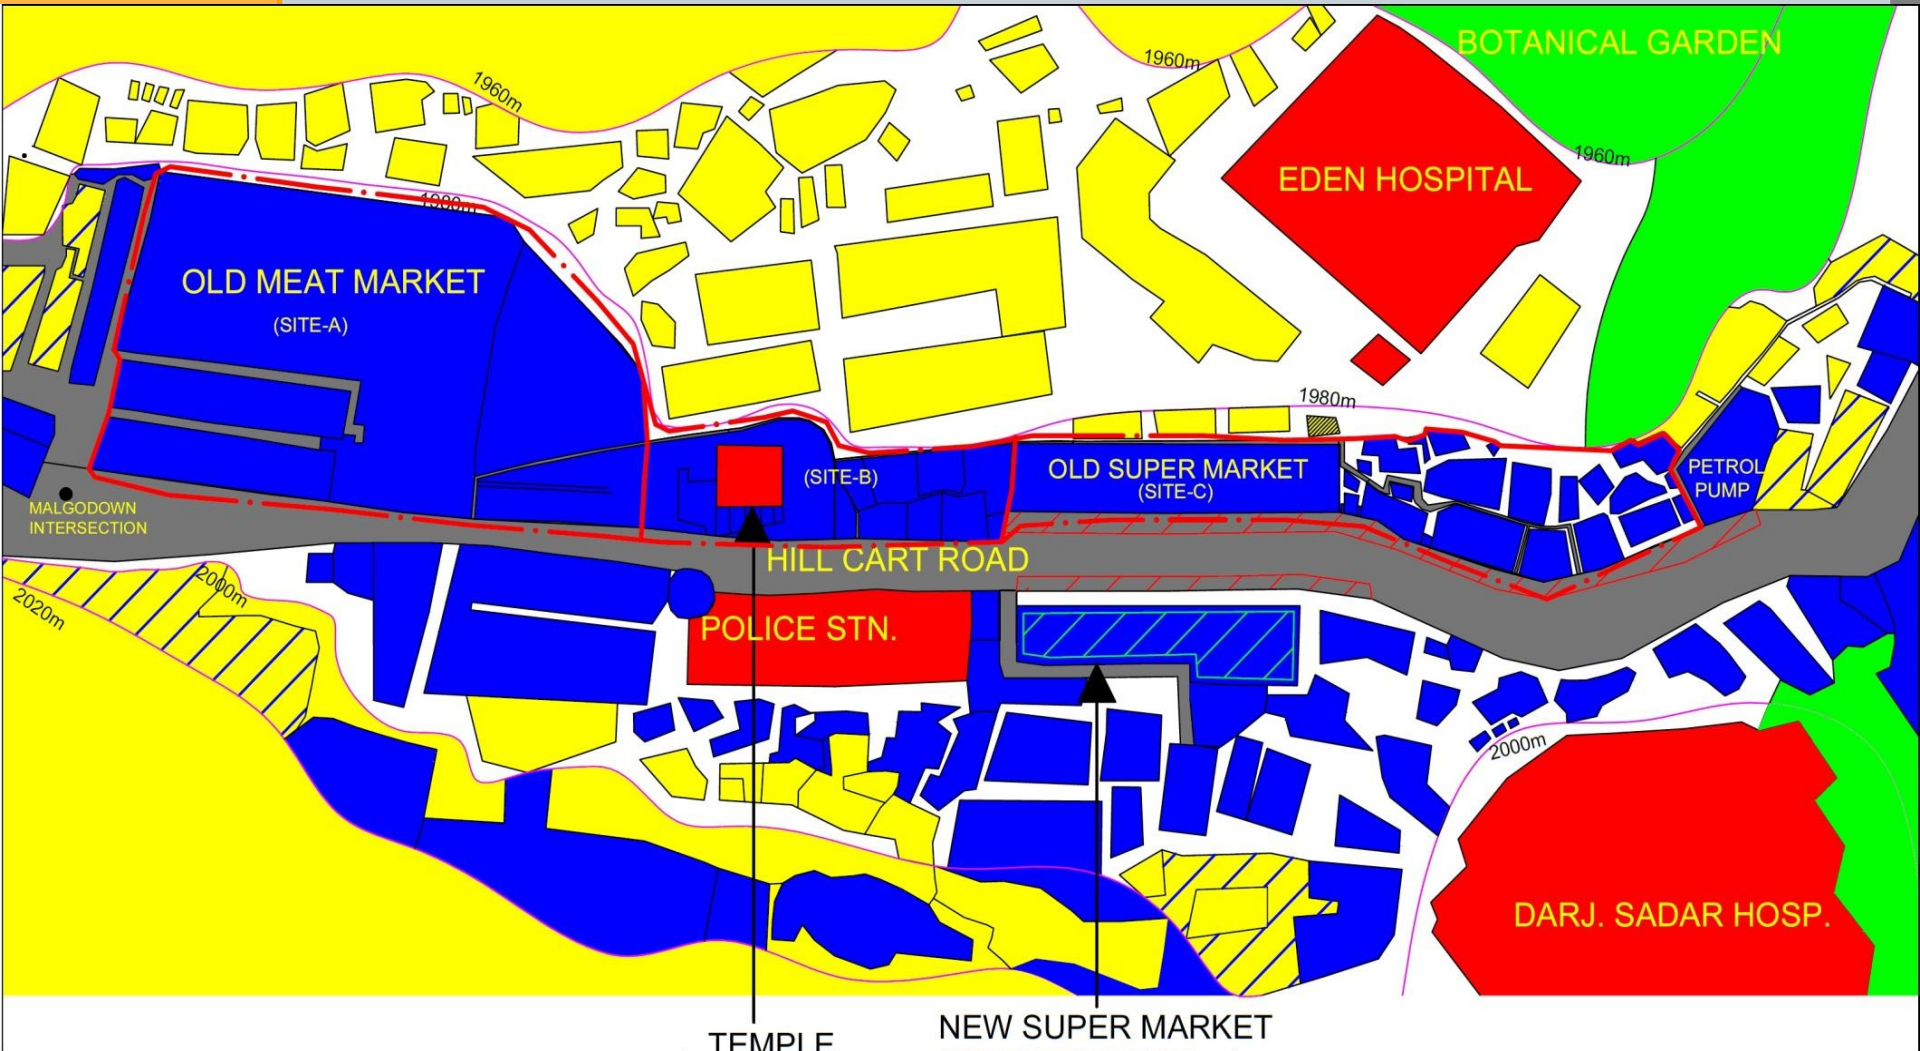 BOTANICAL GARDEN
1960m
1960m
1960m
EDEN HOSPITAL
1980m
OLD MEAT MARKET
(SITE-A)
1980m
OLD SUPER MARKET
(SITE-C)
(SITE-B)
PETROL
PUMP
MALGODOWN
INTERSECTION
HILL CART ROAD
2000m
2020m
POLICE STN.
2000m
DARJ. SADAR HOSP.
NEW SUPER MARKET
TEMPLE